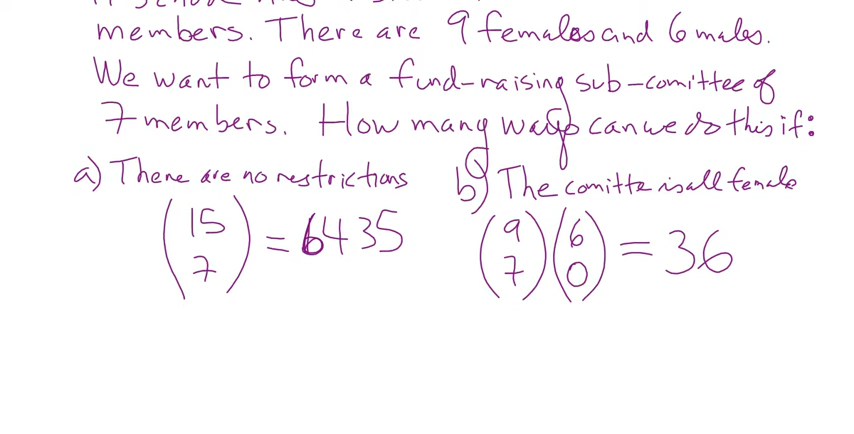 members. There are 9 females and 6 males.
We want to form a fund-raising sub-comittee of
7 members. How many ways can we do this if:
a) There are no restrictions
b) The comitte is all female
(15 7) = 6435
(9 7)(6 0) = 36